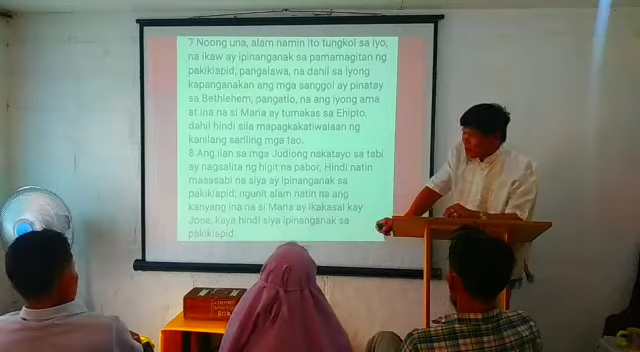 7 Noong una, alam namin ito tungkol sa iyo,
na ikaw ay ipinanganak sa pamamagitan ng
pakikiapid; pangalawa, na dahil sa iyong
kapanganakan ang mga sanggol ay pinatay
sa Bethlehem; pangatlo, na ang iyong ama
at ina na si Maria ay tumakas sa Ehipto,
dahil hindi sila mapagkakatiwalaan ng
kanilang sariling mga tao.
8 Ang ilan sa mga Judiong nakatayo sa tabi
ay nagsalita ng higit na pabor, Hindi natin
masasabi na siya ay ipinanganak sa
pakikiapid; ngunit alam natin na ang
kanyang ina na si Maria ay ikakasal kay
Jose, kaya hindi siya ipinanganak sa
pakikiapid.
BOX